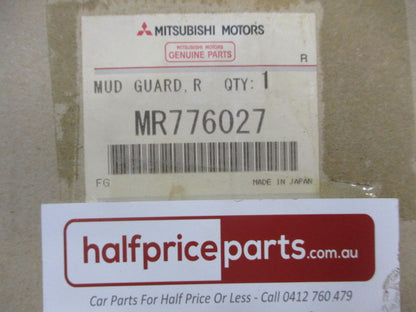 MITSUBISHI MOTORS
MITSUBISHI MOTORS
GENUINE PARTS
R
MUD GUARD,R QTY:1
MR776027
FG
MADE IN JAPAN
halfpriceparts.com.au
Car Parts For Half Price Or Less - Call 0412 760 479